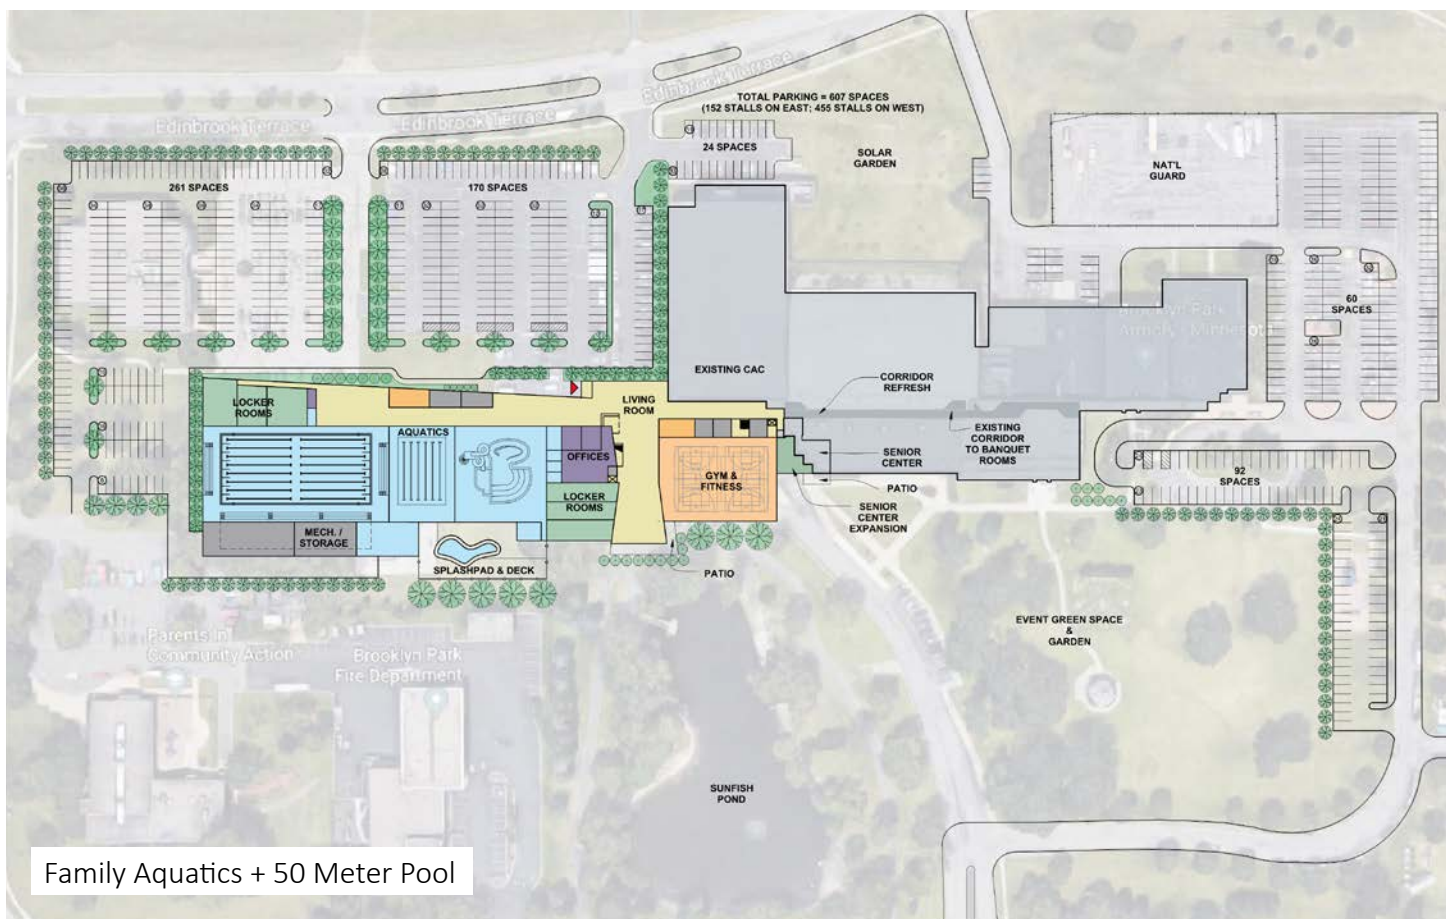 Edinbrook Terrace
Edinbrook Terrace
Edinbrook Terrace
TOTAL PARKING = 607 SPACES
(152 STALLS ON EAST; 455 STALLS ON WEST)
24 SPACES
SOLAR
GARDEN
NAT'L
GUARD
261 SPACES
170 SPACES
60
SPACES
Brooklyn Park
Armory - Minnesota
EXISTING CAC
CORRIDOR
REFRESH
LIVING
ROOM
LOCKER
ROOMS
AQUATICS
EXISTING
CORRIDOR
TO BANQUET
ROOMS
OFFICES
SENIOR
CENTER
GYM &
FITNESS
92
SPACES
PATIO
LOCKER
ROOMS
SENIOR
CENTER
EXPANSION
MECH. /
STORAGE
SPLASHPAD & DECK
PATIO
EVENT GREEN SPACE
&
GARDEN
Parents In
Community Action
Brooklyn Park
Fire Department
SUNFISH
POND
Family Aquatics + 50 Meter Pool